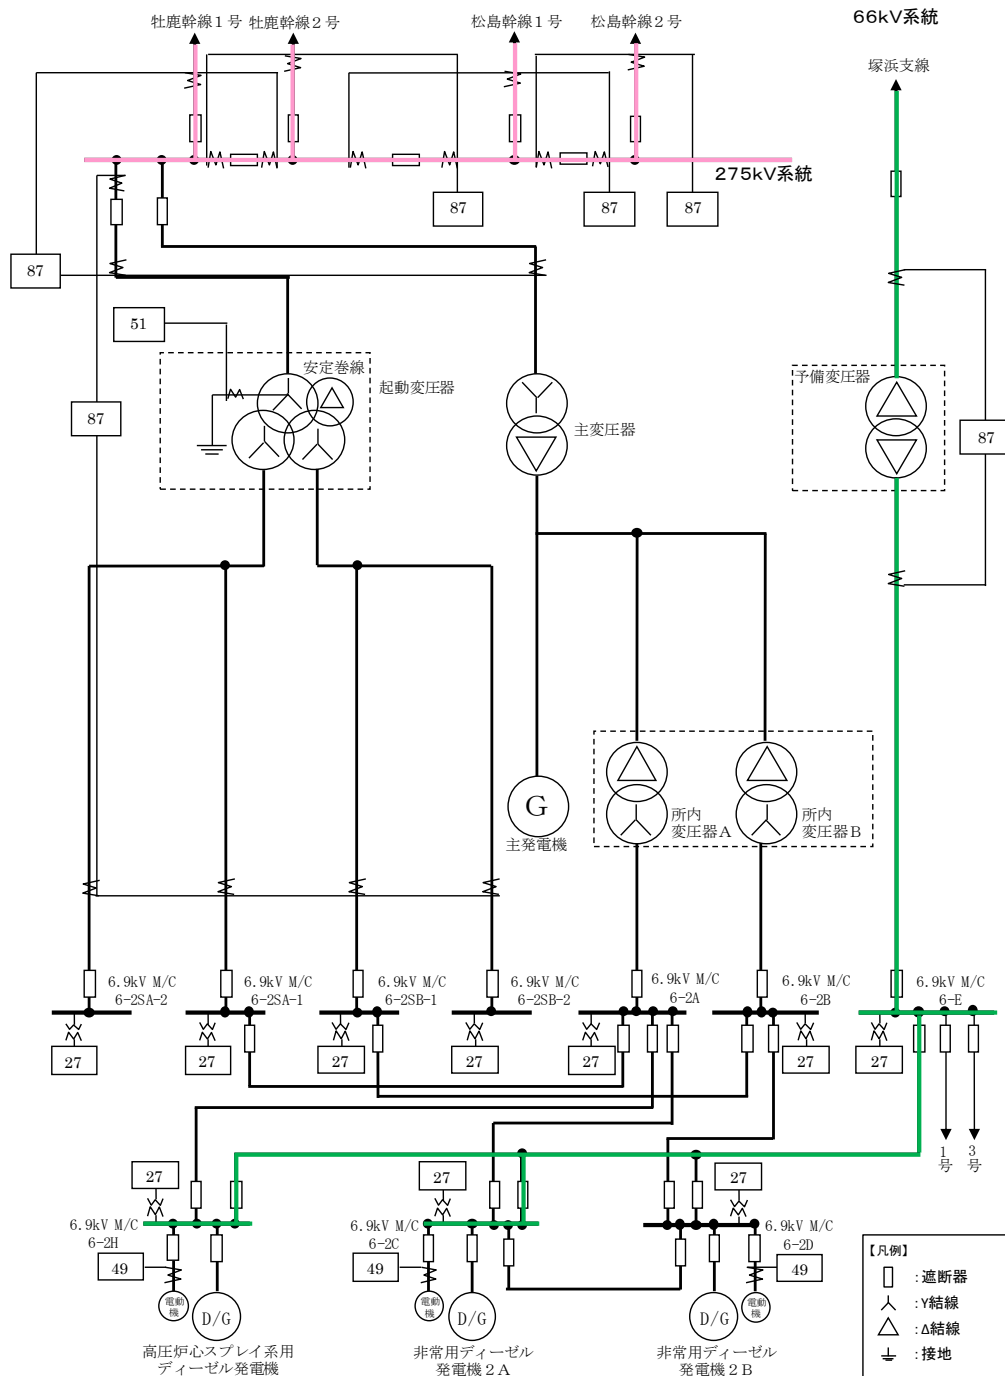 66kV系統
牡鹿幹線1号
牡鹿幹線2号
松島幹線1号
松島幹線2号
塚浜支線
275kV系統
87
87
87
87
51
安定巻線
起動変圧器
予備変圧器
87
主変圧器
87
G
主発電機
所内
変圧器A
所内
変圧器B
6.9kV M/C
6-2SA-2
6.9kV M/C
6-2SA-1
6.9kV M/C
6-2SB-1
6.9kV M/C
6-2SB-2
6.9kV M/C
6-2A
6.9kV M/C
6-2B
6.9kV M/C
6-E
27
27
27
27
27
27
27
1号
3号
27
27
27
6.9kV M/C
6-2H
6.9kV M/C
6-2C
6.9kV M/C
6-2D
49
49
49
電動機
D/G
電動機
D/G
D/G
電動機
高圧炉心スプレイ系用
ディーゼル発電機
非常用ディーゼル
発電機2A
非常用ディーゼル
発電機2B
【凡例】
:遮断器
:Y結線
:Δ結線
:接地